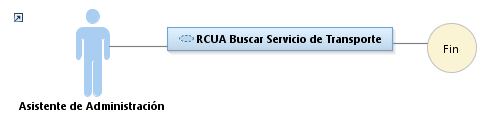 RCUA Buscar Servicio de Transporte
Fin
Asistente de Administración